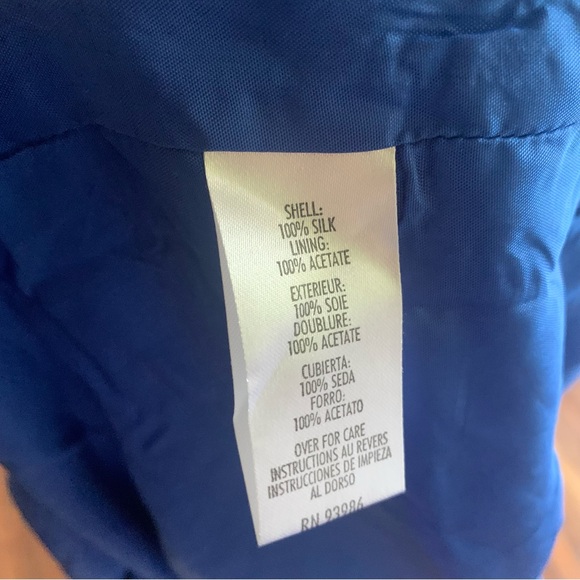 SHELL:
100% SILK
LINING:
100% ACETATE
EXTERIEUR:
100% SOIE
DOUBLURE:
100% ACETATE
CUBIERTA:
100% SEDA
FORRO:
100% ACETATO
OVER FOR CARE
INSTRUCTIONS AU REVERS
INSTRUCCIONES DE IMPIEZA
AL DORSO
RN 93986